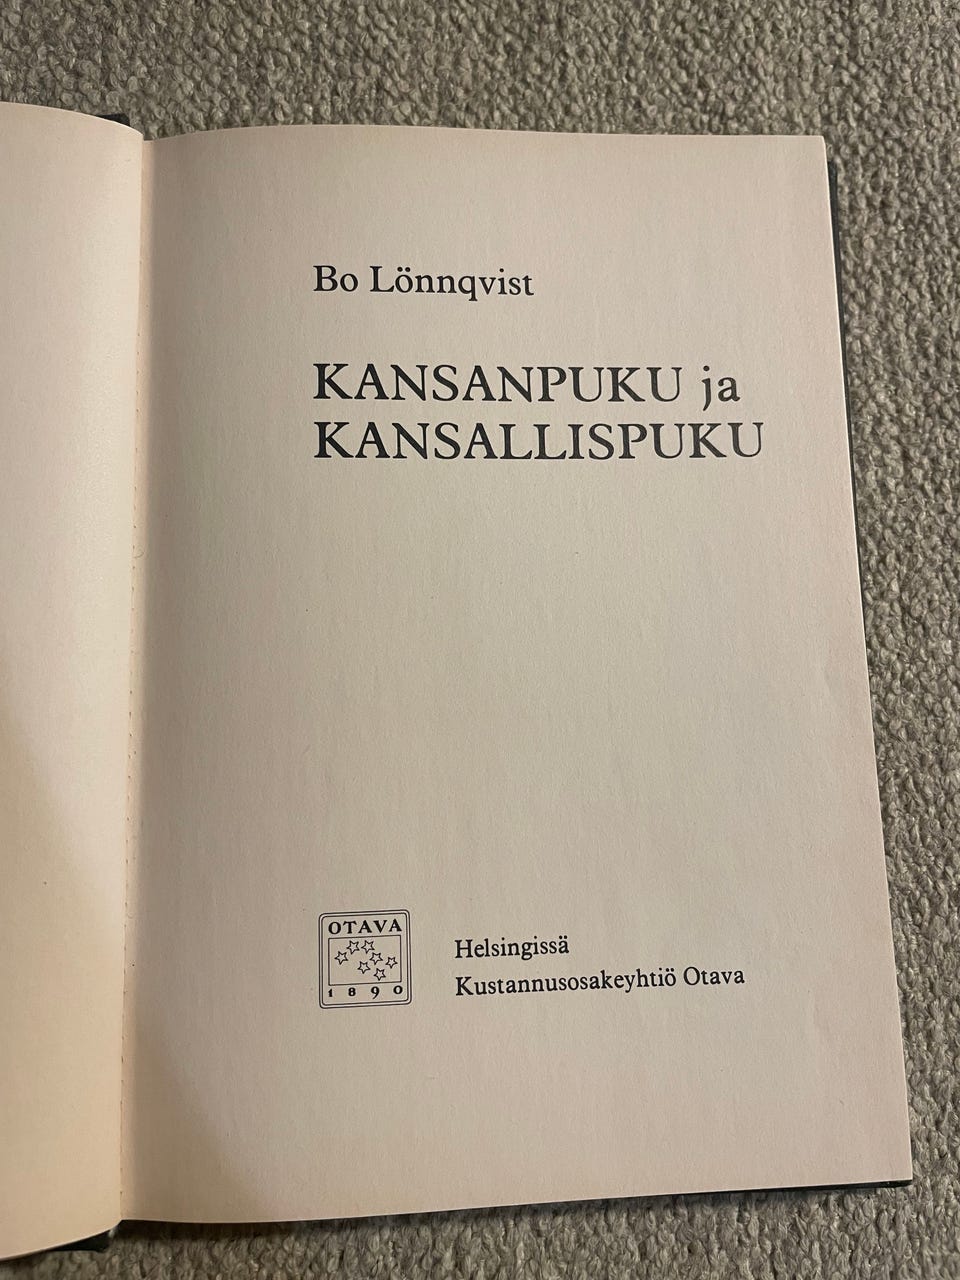 Bo Lönnqvist
KANSANPUKU ja
KANSALLISPUKU
OTAVA
1890
Helsingissä
Kustannusosakeyhtiö Otava